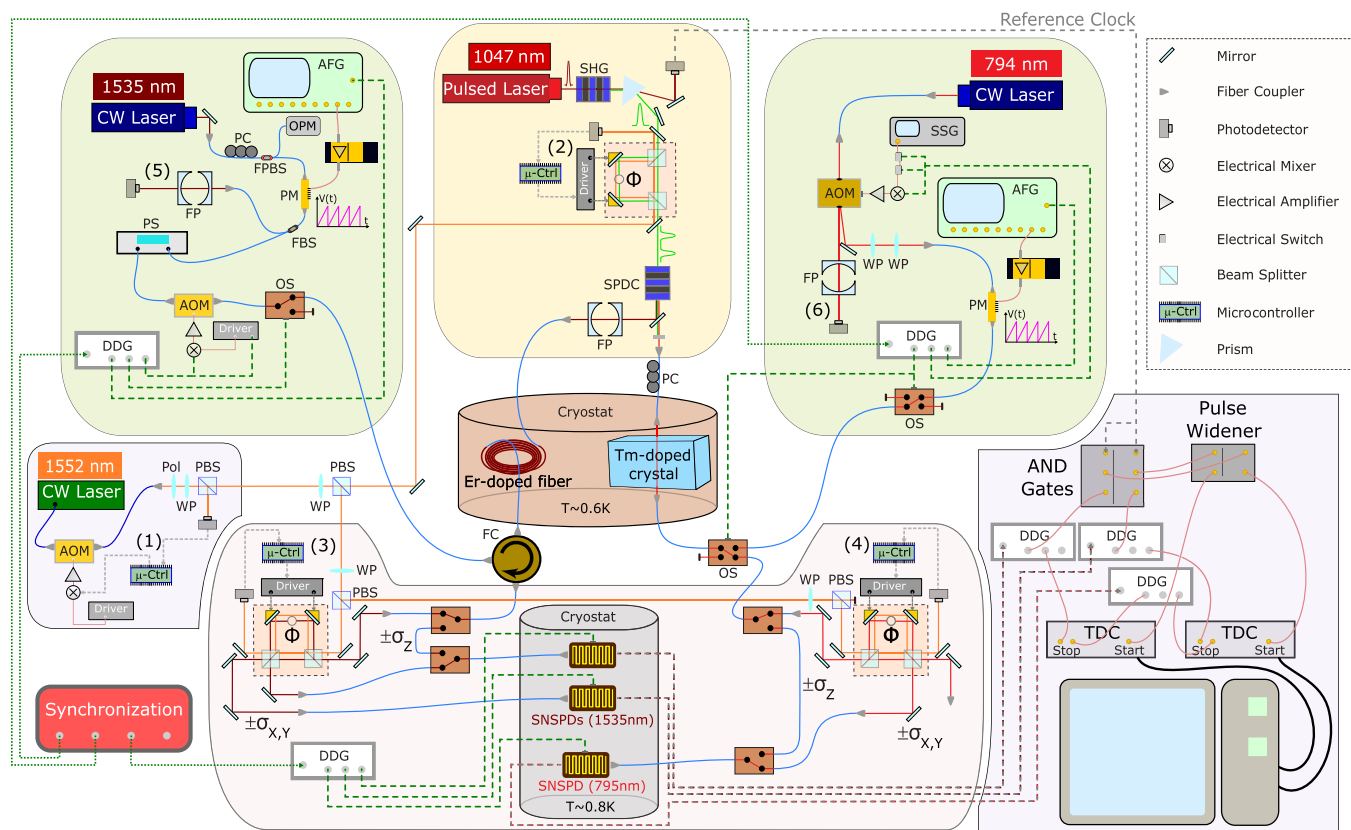 Reference Clock
1535 nm
CW Laser
AFG
OPM
PC
FPBS
(5)
FP
PM
V(t)
t
FBS
PS
AOM
OS
Driver
DDG
1047 nm
Pulsed Laser
SHG
(2)
μ-Ctrl
Driver
Φ
SPDC
FP
PC
794 nm
CW Laser
SSG
AOM
AFG
WP WP
FP
(6)
PM
V(t)
t
DDG
OS
Mirror
Fiber Coupler
Photodetector
Electrical Mixer
Electrical Amplifier
Electrical Switch
Beam Splitter
μ-Ctrl
Microcontroller
Prism
Cryostat
Er-doped fiber
Tm-doped
crystal
T~0.6K
FC
OS
1552 nm
CW Laser
Pol
PBS
WP
AOM
(1)
μ-Ctrl
Driver
WP
PBS
μ-Ctrl
(3)
Driver
WP
PBS
Φ
±σZ
±σX,Y
Cryostat
SNSPDs (1535nm)
SNSPD (795nm)
T~0.8K
(4)
μ-Ctrl
WP
PBS
Driver
Φ
±σZ
±σX,Y
Synchronization
DDG
Pulse
Widener
AND
Gates
DDG
DDG
DDG
TDC
Stop
Start
TDC
Stop
Start